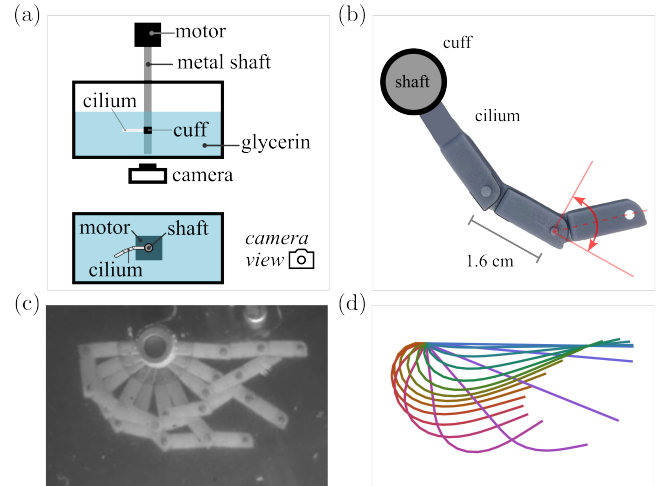 (a)
motor
metal shaft
cilium
cuff
glycerin
camera
motor
shaft
cilium
camera
view
(b)
cuff
shaft
cilium
1.6 cm
(c)
(d)